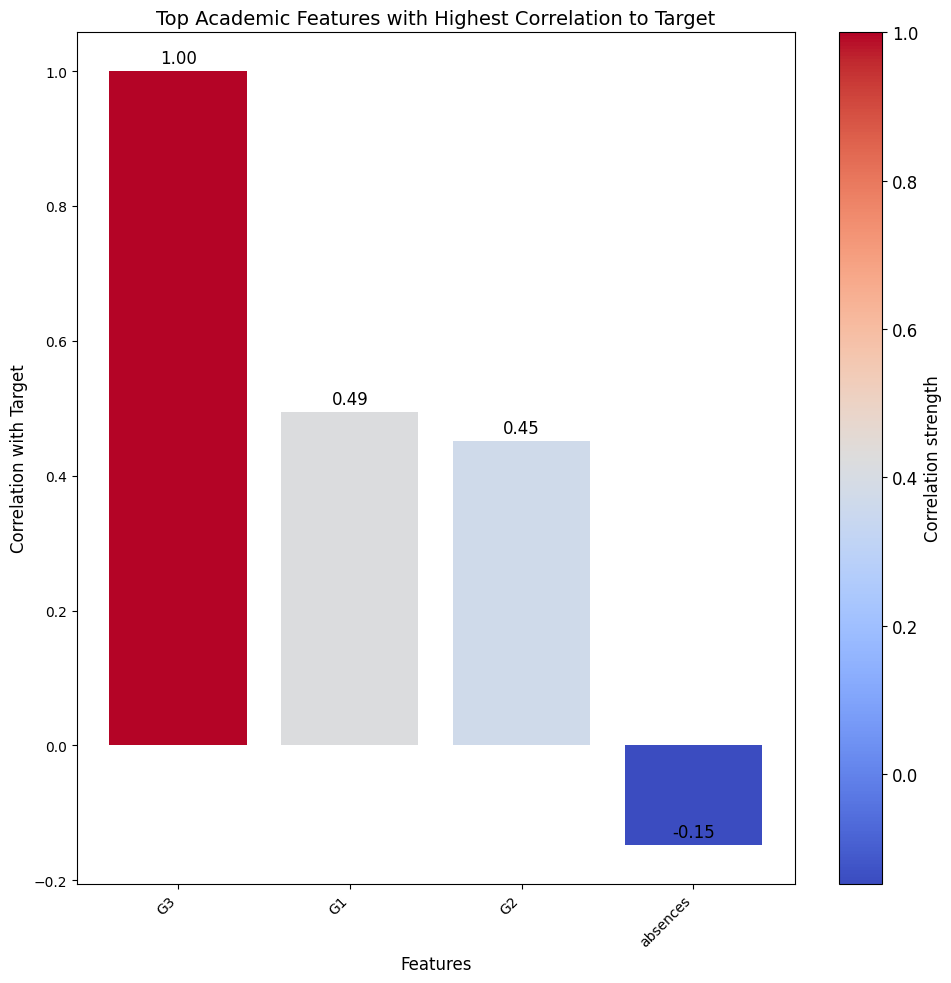 Top Academic Features with Highest Correlation to Target
Correlation with Target
1.0
0.8
0.6
0.4
0.2
0.0
−0.2
1.00
0.49
0.45
-0.15
G3
G1
G2
absences
Features
1.0
0.8
0.6
0.4
0.2
0.0
Correlation strength